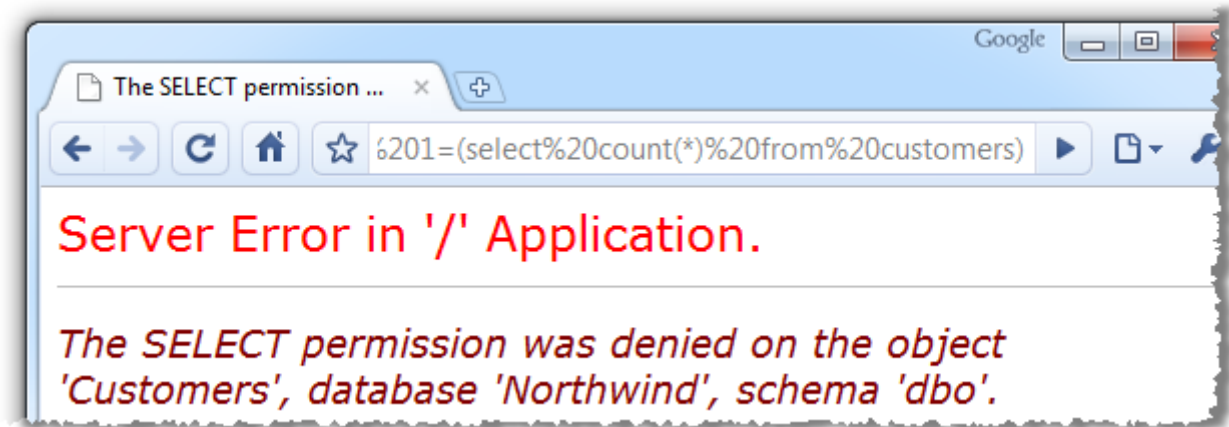 Google
The SELECT permission ...
%201=(select%20count(*)%20from%20customers)
Server Error in '/' Application.
The SELECT permission was denied on the object
'Customers', database 'Northwind', schema 'dbo'.